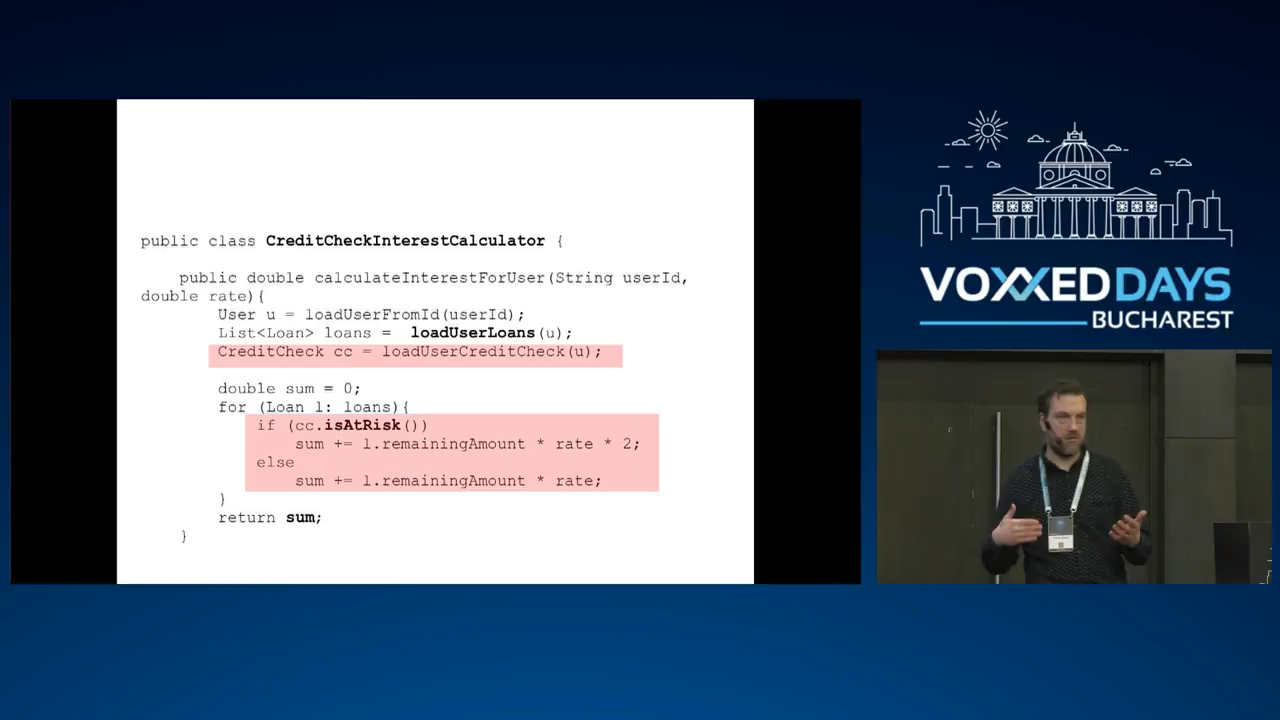 public class CreditCheckInterestCalculator {
public double calculateInterestForUser(String userId,
double rate){
User u = loadUserFromId(userId);
List<Loan> loans = loadUserLoans(u);
CreditCheck cc = loadUserCreditCheck(u);
double sum = 0;
for (Loan l: loans){
if (cc.isAtRisk())
sum += l.remainingAmount * rate * 2;
else
sum += l.remainingAmount * rate;
}
return sum;
}
VOXXED DAYS
BUCHAREST